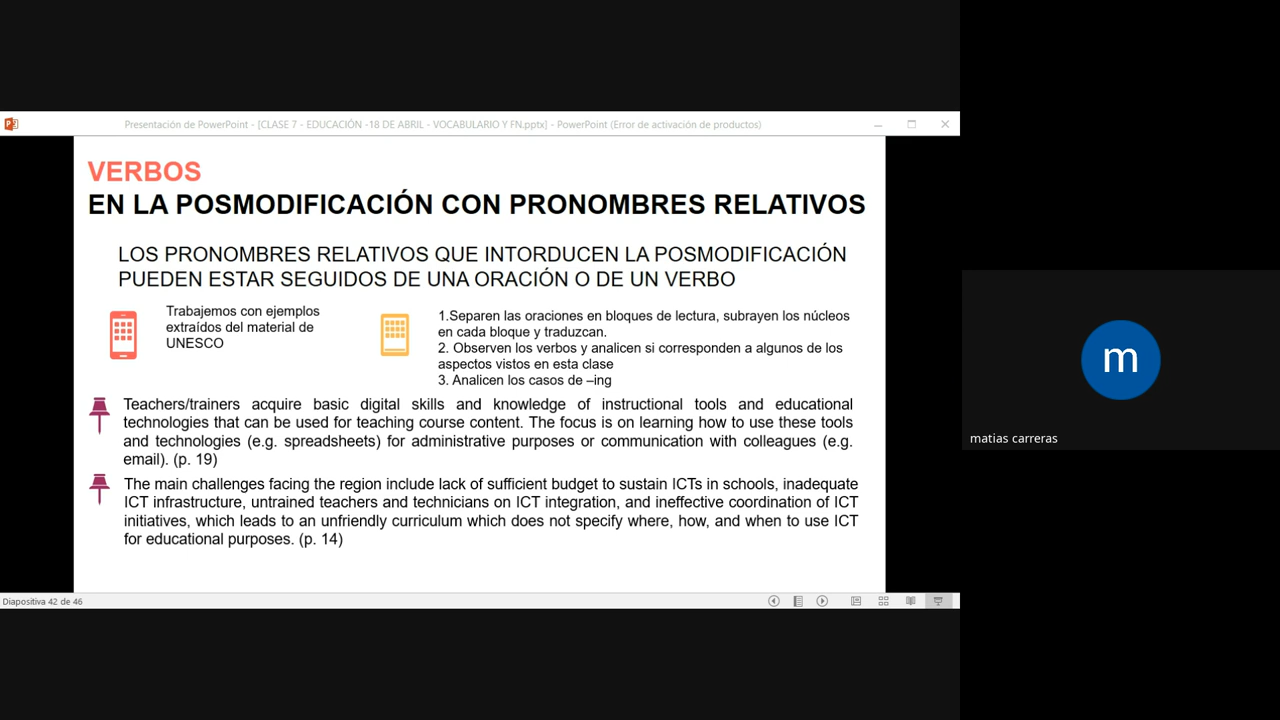 Presentación de PowerPoint - [CLASE 7 - EDUCACIÓN -18 DE ABRIL - VOCABULARIO Y FN.pptx] - PowerPoint (Error de activación de productos)
VERBOS
EN LA POSMODIFICACIÓN CON PRONOMBRES RELATIVOS
LOS PRONOMBRES RELATIVOS QUE INTORDUCEN LA POSMODIFICACIÓN
PUEDEN ESTAR SEGUIDOS DE UNA ORACIÓN O DE UN VERBO
Trabajemos con ejemplos
extraídos del material de
UNESCO
1.Separen las oraciones en bloques de lectura, subrayen los núcleos
en cada bloque y traduzcan.
2. Observen los verbos y analicen si corresponden a algunos de los
aspectos vistos en esta clase
3. Analicen los casos de –ing
Teachers/trainers acquire basic digital skills and knowledge of instructional tools and educational
technologies that can be used for teaching course content. The focus is on learning how to use these tools
and technologies (e.g. spreadsheets) for administrative purposes or communication with colleagues (e.g.
email). (p. 19)
The main challenges facing the region include lack of sufficient budget to sustain ICTs in schools, inadequate
ICT infrastructure, untrained teachers and technicians on ICT integration, and ineffective coordination of ICT
initiatives, which leads to an unfriendly curriculum which does not specify where, how, and when to use ICT
for educational purposes. (p. 14)
Diapositiva 42 de 46
m
matias carreras